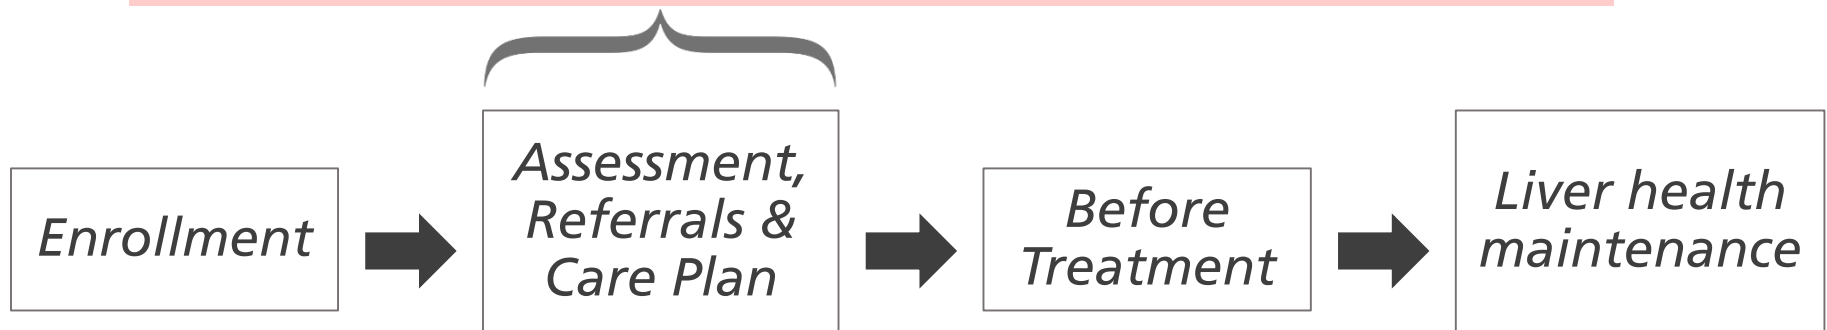 Enrollment
Assessment,
Referrals &
Care Plan
Before
Treatment
Liver health
maintenance